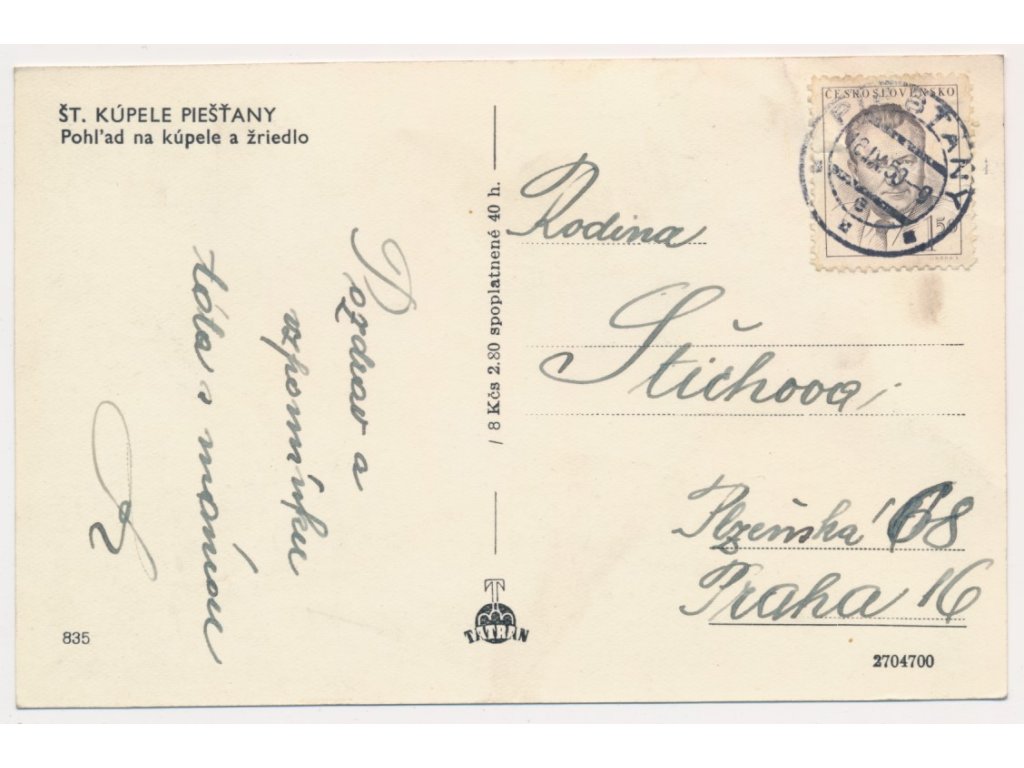 ŠT. KÚPELE PIEŠŤANY
Pohľad na kúpele a žriedlo
Pozdrav a
vzpomínku
táta s mámou
835
/ 8 Kčs 2.80 spoplatnené 40 h.
TATRAN
ČESKOSLOVENSKO
PIEŠŤANY
Rodina
Štichova
Plzeňská 68
Praha 16
2704700